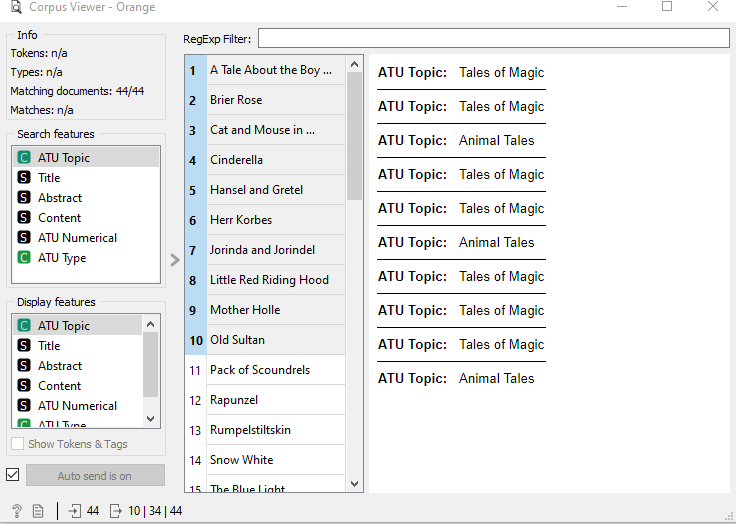 Corpus Viewer - Orange
Info
Tokens: n/a
Types: n/a
Matching documents: 44/44
Matches: n/a
Search features
C ATU Topic
S Title
S Abstract
S Content
S ATU Numerical
C ATU Type
Display features
C ATU Topic
S Title
S Abstract
S Content
S ATU Numerical
C ATU Type
Show Tokens & Tags
Auto send is on
RegExp Filter:
1 A Tale About the Boy ...
2 Brier Rose
3 Cat and Mouse in ...
4 Cinderella
5 Hansel and Gretel
6 Herr Korbes
7 Jorinda and Jorindel
8 Little Red Riding Hood
9 Mother Holle
10 Old Sultan
11 Pack of Scoundrels
12 Rapunzel
13 Rumpelstiltskin
14 Snow White
15 The Blue Light
ATU Topic: Tales of Magic
ATU Topic: Tales of Magic
ATU Topic: Animal Tales
ATU Topic: Tales of Magic
ATU Topic: Tales of Magic
ATU Topic: Animal Tales
ATU Topic: Tales of Magic
ATU Topic: Tales of Magic
ATU Topic: Tales of Magic
ATU Topic: Animal Tales
? 44 10 | 34 | 44